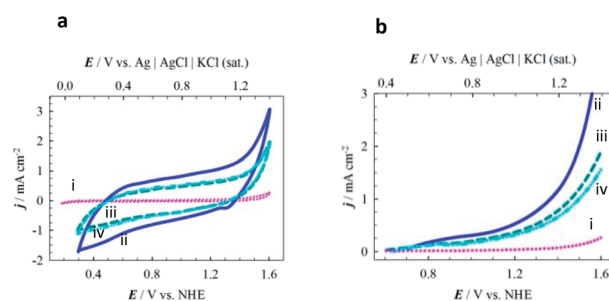 a
E / V vs. Ag | AgCl | KCl (sat.)
0.0 0.4 0.8 1.2
3
2
1
0
-1
-2
j / mA cm-2
i
iii
iv
ii
0.4 0.8 1.2 1.6
E / V vs. NHE
b
E / V vs. Ag | AgCl | KCl (sat.)
0.4 0.8 1.2
3
2
1
0
j / mA cm-2
ii
iii
iv
i
0.8 1.2 1.6
E / V vs. NHE